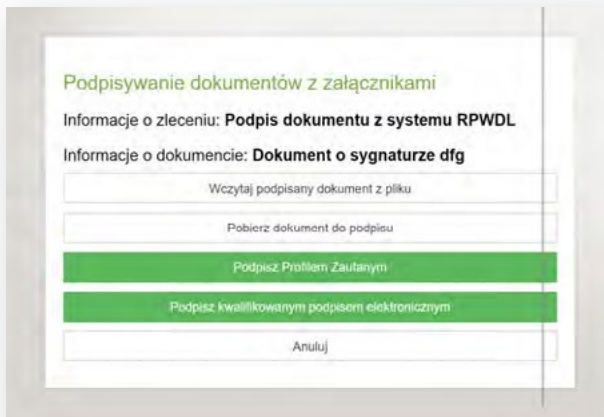 Podpisywanie dokumentów z załącznikami
Informacje o zleceniu: Podpis dokumentu z systemu RPWDL
Informacje o dokumencie: Dokument o sygnaturze dfg
Wczytaj podpisany dokument z pliku
Pobierz dokument do podpisu
Podpisz Profilem Zaufanym
Podpisz kwalifikowanym podpisem elektronicznym
Anuluj